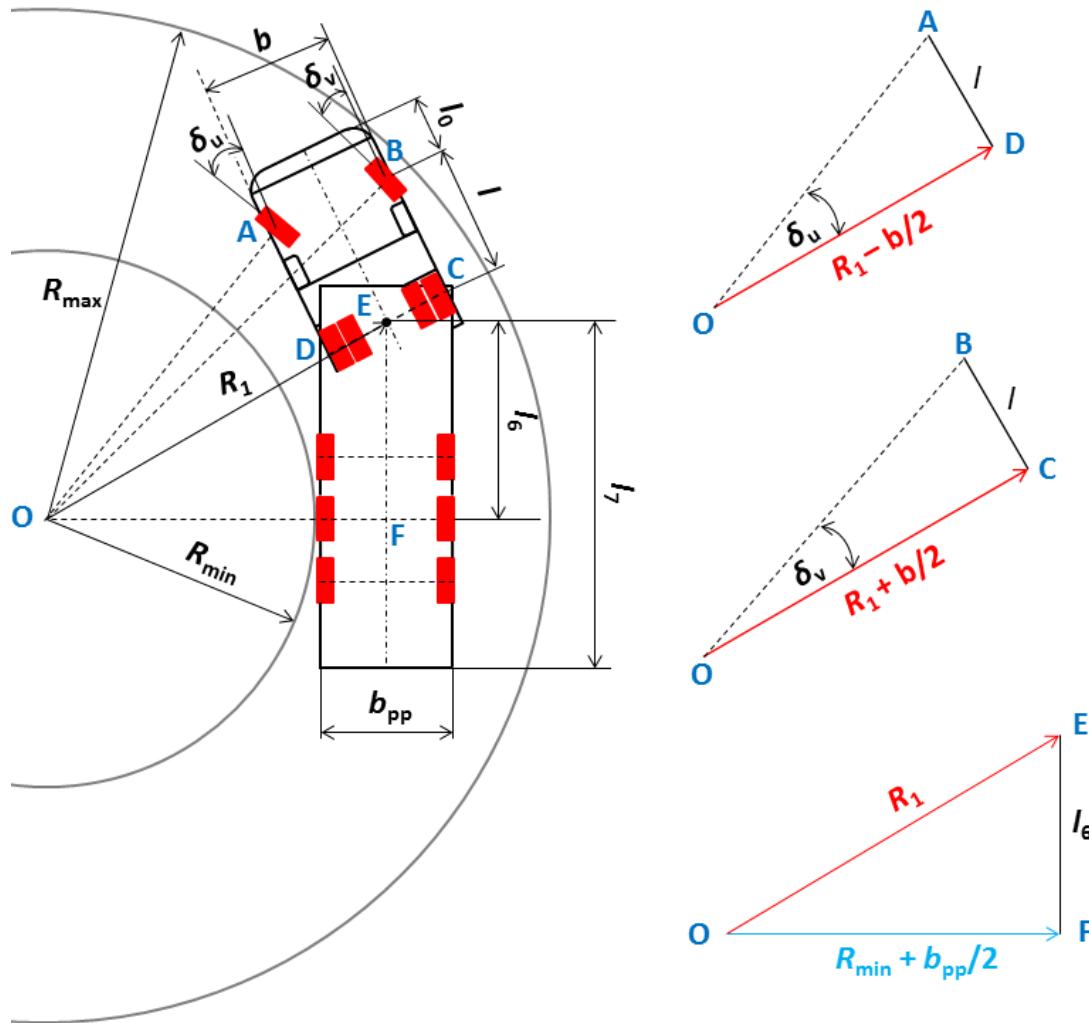 b
δv
l0
δu
B
A
l
Rmax
C
E
D
R1
l6
l7
O
F
Rmin
bpp
A
l
D
δu
R1 – b/2
O
B
l
C
δv
R1 + b/2
O
E
R1
l6
O
F
Rmin + bpp/2